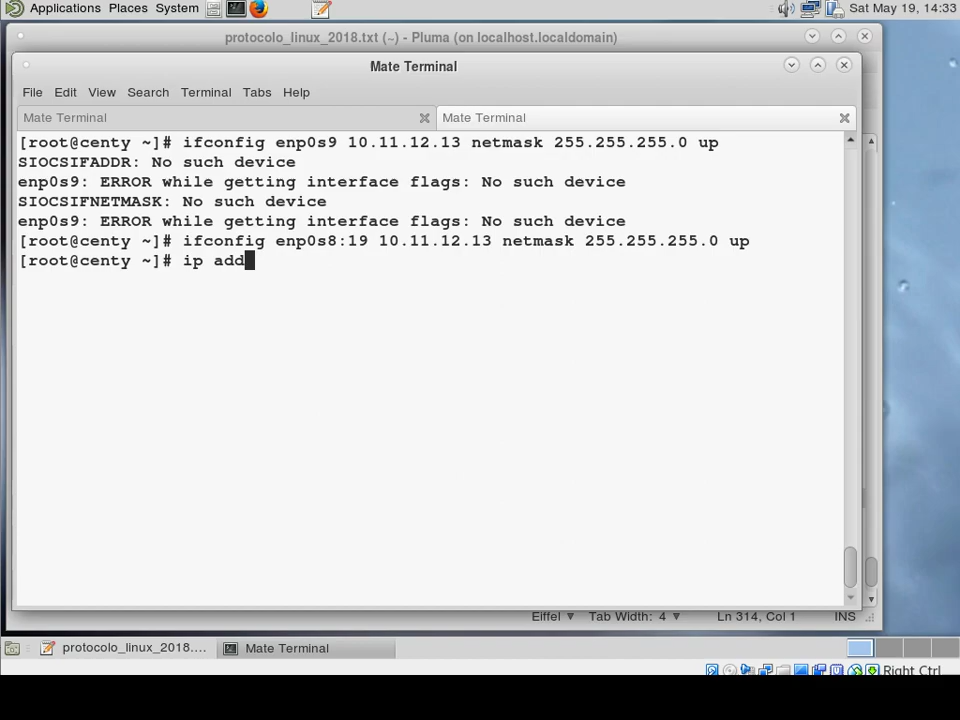 Applications Places System
Sat May 19, 14:33
protocolo_linux_2018.txt (~) - Pluma (on localhost.localdomain)
Mate Terminal
File Edit View Search Terminal Tabs Help
Mate Terminal
Mate Terminal
[root@centy ~]# ifconfig enp0s9 10.11.12.13 netmask 255.255.255.0 up
SIOCSIFADDR: No such device
enp0s9: ERROR while getting interface flags: No such device
SIOCSIFNETMASK: No such device
enp0s9: ERROR while getting interface flags: No such device
[root@centy ~]# ifconfig enp0s8:19 10.11.12.13 netmask 255.255.255.0 up
[root@centy ~]# ip add
Eiffel Tab Width: 4 Ln 314, Col 1 INS
protocolo_linux_2018....
Mate Terminal
Right Ctrl